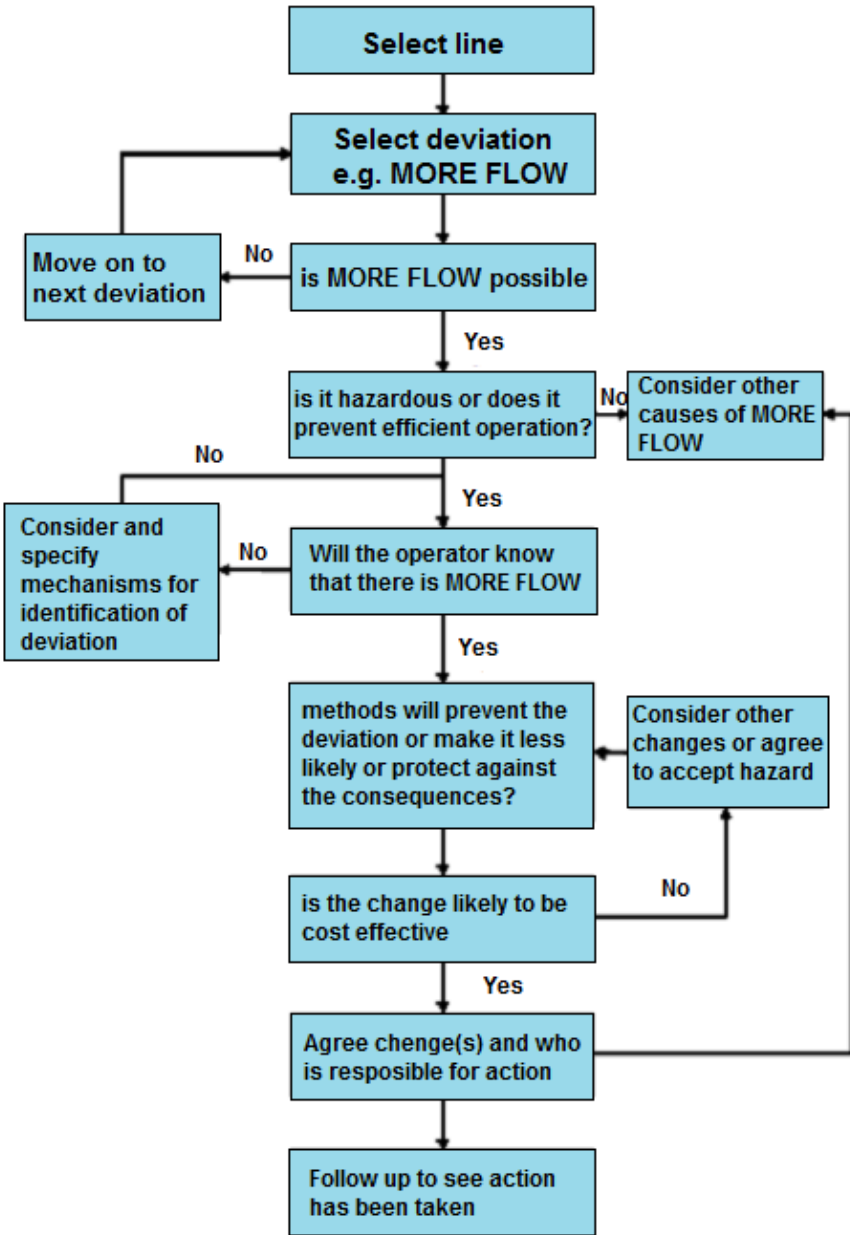 Select line
Select deviation
e.g. MORE FLOW
No
Move on to
next deviation
is MORE FLOW possible
Yes
is it hazardous or does it
prevent efficient operation?
No
Consider other
causes of MORE
FLOW
No
Yes
Consider and
specify
mechanisms for
identification of
deviation
No
Will the operator know
that there is MORE FLOW
Yes
methods will prevent the
deviation or make it less
likely or protect against
the consequences?
Consider other
changes or agree
to accept hazard
is the change likely to be
cost effective
No
Yes
Agree chenge(s) and who
is resposible for action
Follow up to see action
has been taken